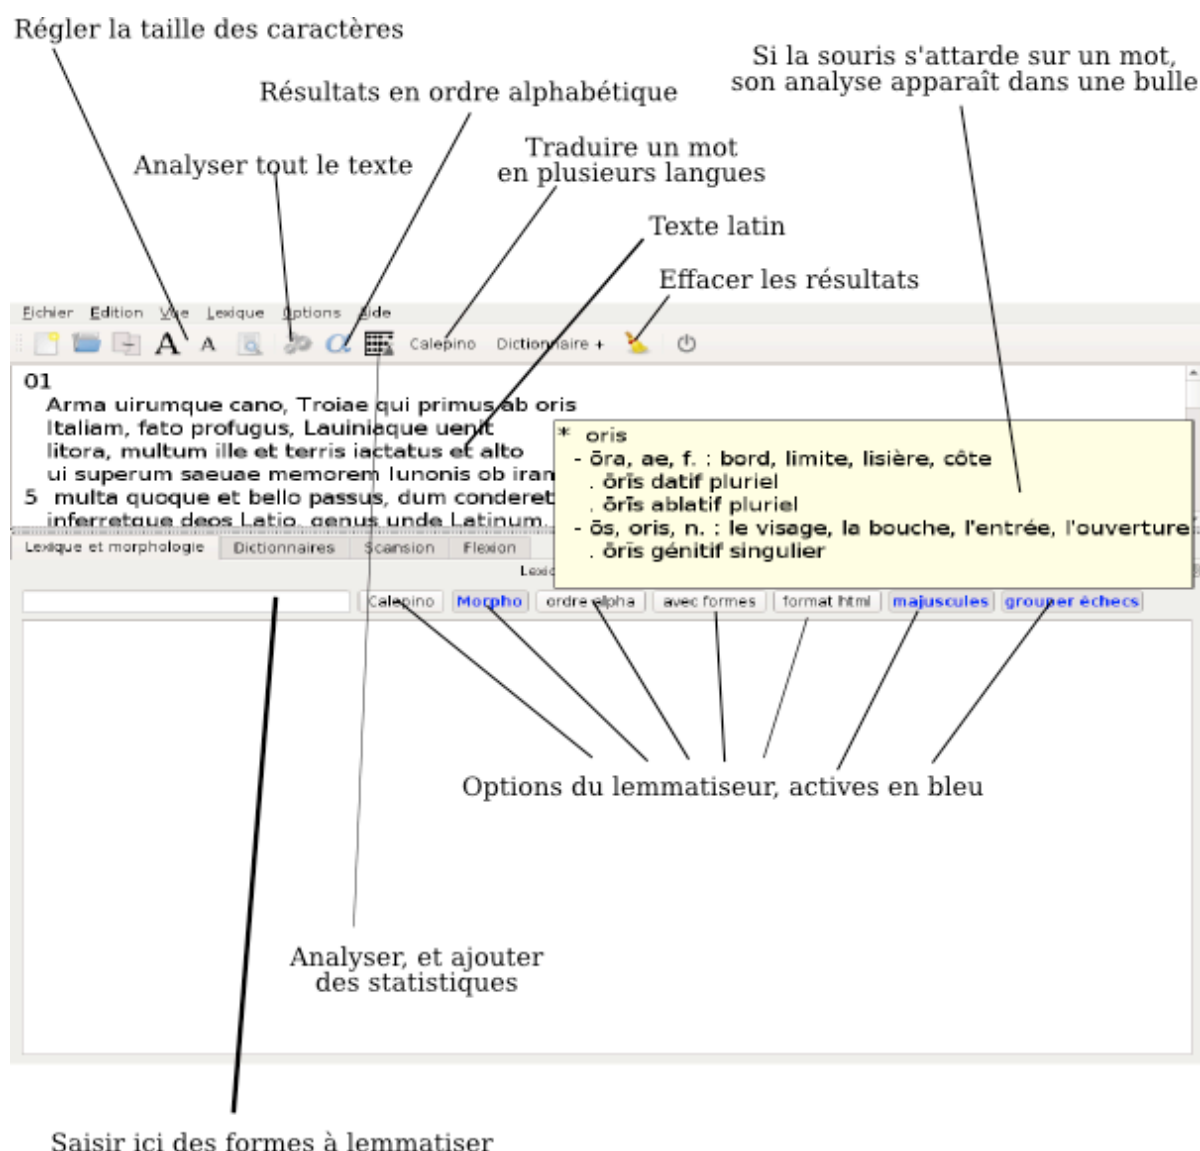 Régler la taille des caractères
Si la souris s'attarde sur un mot,
son analyse apparaît dans une bulle
Résultats en ordre alphabétique
Traduire un mot
en plusieurs langues
Analyser tout le texte
Texte latin
Effacer les résultats
Fichier Edition Vue Lexique Options Aide
A A α Calepino Dictionnaire +
01
Arma uirumque cano, Troiae qui primus ab oris
Italiam, fato profugus, Lauiniaque uenit
litora, multum ille et terris iactatus et alto
ui superum saeuae memorem Iunonis ob iram
5 multa quoque et bello passus, dum conderet
inferretque deos Latio, genus unde Latinum,
* oris
- ōra, ae, f. : bord, limite, lisière, côte
. ōrīs datif pluriel
. ōrīs ablatif pluriel
- ōs, oris, n. : le visage, la bouche, l'entrée, l'ouverture
. ōrĭs génitif singulier
Lexique et morphologie Dictionnaires Scansion Flexion
Calepino Morpho ordre alpha avec formes format html majuscules grouper échecs
Options du lemmatiseur, actives en bleu
Analyser, et ajouter
des statistiques
Saisir ici des formes à lemmatiser